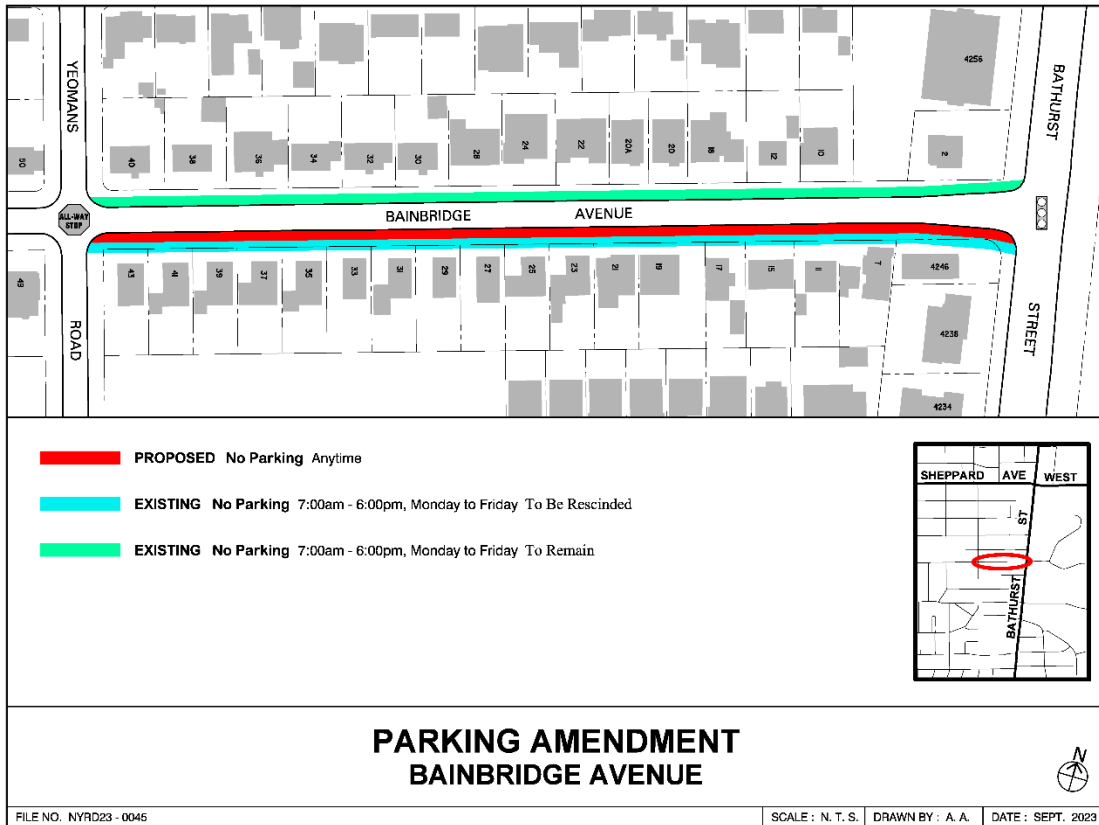 4256
YEOMANS
BATHURST
50
40
38
36
34
32
30
28
24
22
20A
20
18
12
10
2
ALL-WAY
STOP
BAINBRIDGE AVENUE
49
43
41
39
37
35
33
31
29
27
25
23
21
19
17
15
11
7
4246
ROAD
STREET
4238
4234
PROPOSED No Parking Anytime
EXISTING No Parking 7:00am - 6:00pm, Monday to Friday To Be Rescinded
EXISTING No Parking 7:00am - 6:00pm, Monday to Friday To Remain
SHEPPARD AVE WEST
BATHURST ST
PARKING AMENDMENT
BAINBRIDGE AVENUE
N
FILE NO. NYRD23 - 0045
SCALE : N. T. S.
DRAWN BY : A. A.
DATE : SEPT. 2023